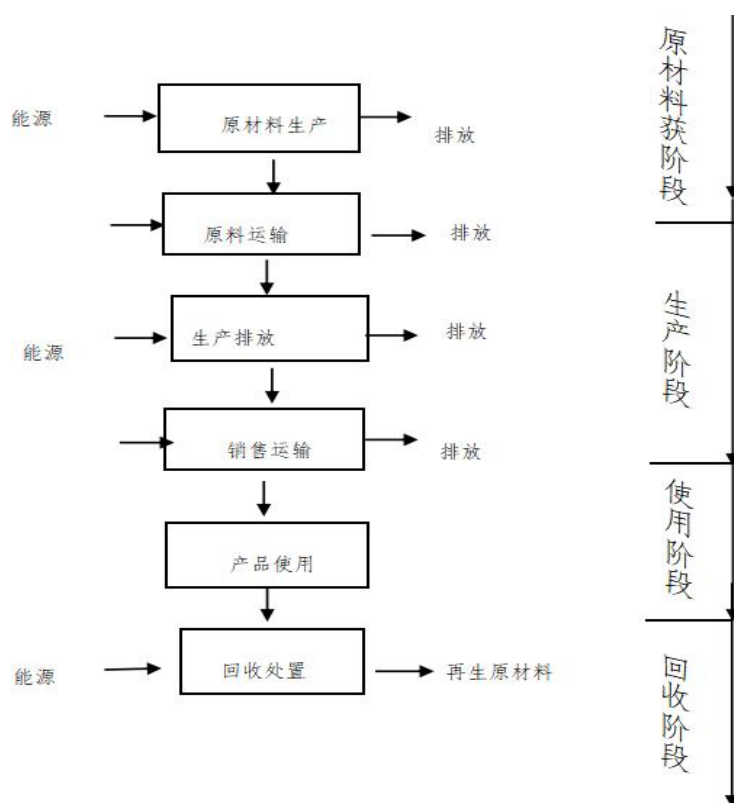 原材料获阶段
能源
原材料生产
排放
原料运输
排放
生产阶段
能源
生产排放
排放
销售运输
排放
使用阶段
产品使用
能源
回收处置
再生原材料
回收阶段